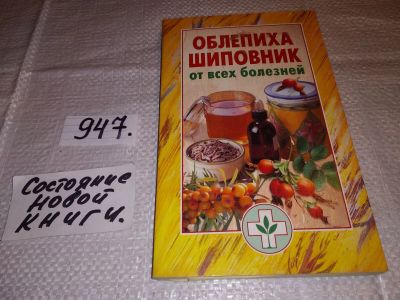 ОБЛЕПИХА
ШИПОВНИК
от всех болезней
947.
Состояние
новой
книги.